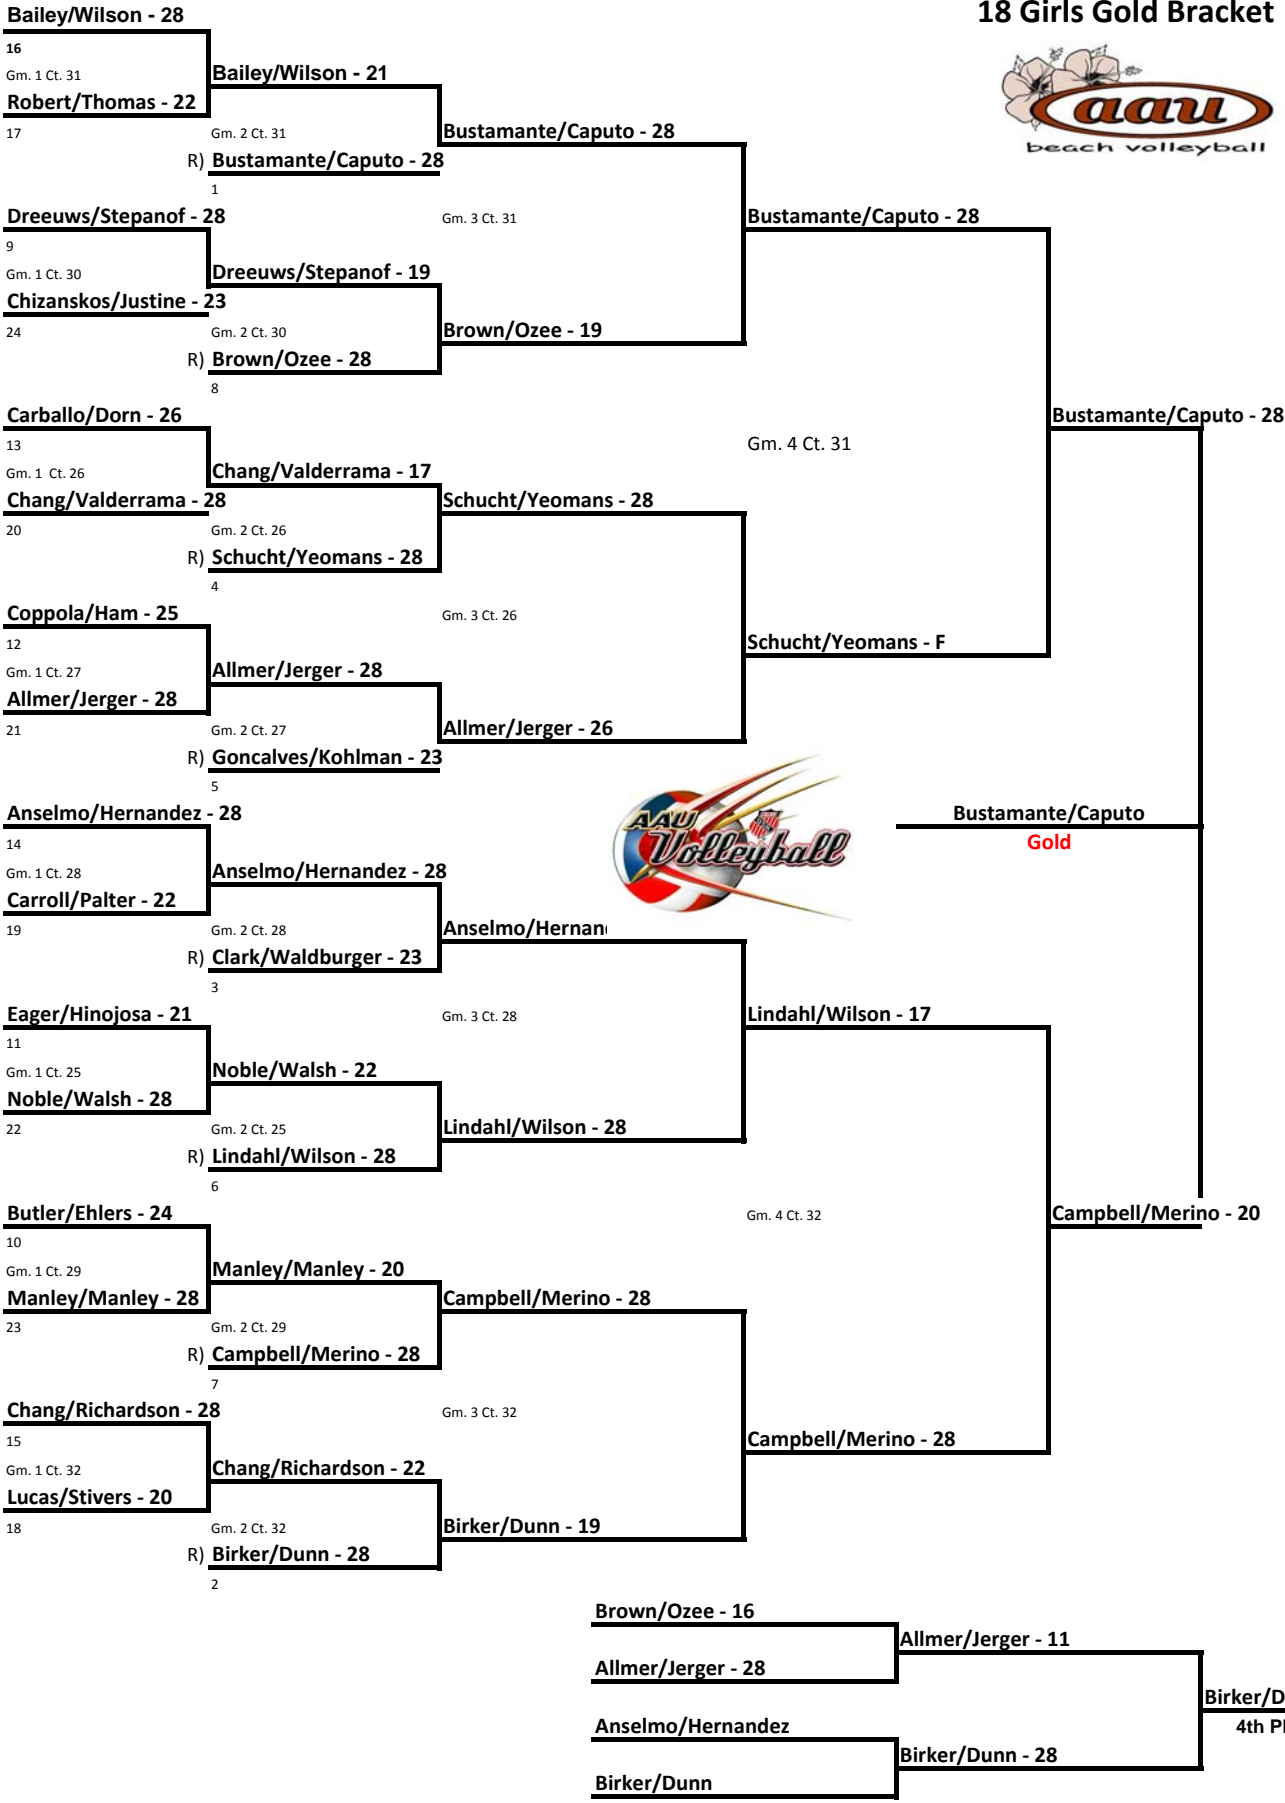 Bailey/Wilson - 28
18 Girls Gold Bracket
16
Gm. 1 Ct. 31
Bailey/Wilson - 21
Robert/Thomas - 22
aau
beach volleyball
17
Gm. 2 Ct. 31
Bustamante/Caputo - 28
R) Bustamante/Caputo - 28
1
Dreeuws/Stepanof - 28
Gm. 3 Ct. 31
Bustamante/Caputo - 28
9
Gm. 1 Ct. 30
Dreeuws/Stepanof - 19
Chizanskos/Justine - 23
24
Gm. 2 Ct. 30
Brown/Ozee - 19
R) Brown/Ozee - 28
8
Carballo/Dorn - 26
Bustamante/Caputo - 28
13
Gm. 4 Ct. 31
Gm. 1 Ct. 26
Chang/Valderrama - 17
Chang/Valderrama - 28
Schucht/Yeomans - 28
20
Gm. 2 Ct. 26
R) Schucht/Yeomans - 28
4
Coppola/Ham - 25
Gm. 3 Ct. 26
12
Schucht/Yeomans - F
Gm. 1 Ct. 27
Allmer/Jerger - 28
Allmer/Jerger - 28
21
Gm. 2 Ct. 27
Allmer/Jerger - 26
R) Goncalves/Kohlman - 23
5
Anselmo/Hernandez - 28
AAU
Volleyball
Bustamante/Caputo
Gold
14
Gm. 1 Ct. 28
Anselmo/Hernandez - 28
Carroll/Palter - 22
19
Gm. 2 Ct. 28
Anselmo/Hernan
R) Clark/Waldburger - 23
3
Eager/Hinojosa - 21
Gm. 3 Ct. 28
Lindahl/Wilson - 17
11
Gm. 1 Ct. 25
Noble/Walsh - 22
Noble/Walsh - 28
22
Gm. 2 Ct. 25
Lindahl/Wilson - 28
R) Lindahl/Wilson - 28
6
Butler/Ehlers - 24
Gm. 4 Ct. 32
Campbell/Merino - 20
10
Gm. 1 Ct. 29
Manley/Manley - 20
Manley/Manley - 28
Campbell/Merino - 28
23
Gm. 2 Ct. 29
R) Campbell/Merino - 28
7
Chang/Richardson - 28
Gm. 3 Ct. 32
15
Campbell/Merino - 28
Gm. 1 Ct. 32
Chang/Richardson - 22
Lucas/Stivers - 20
18
Gm. 2 Ct. 32
Birker/Dunn - 19
R) Birker/Dunn - 28
2
Brown/Ozee - 16
Allmer/Jerger - 11
Allmer/Jerger - 28
Birker/D
Anselmo/Hernandez
4th Pl
Birker/Dunn - 28
Birker/Dunn